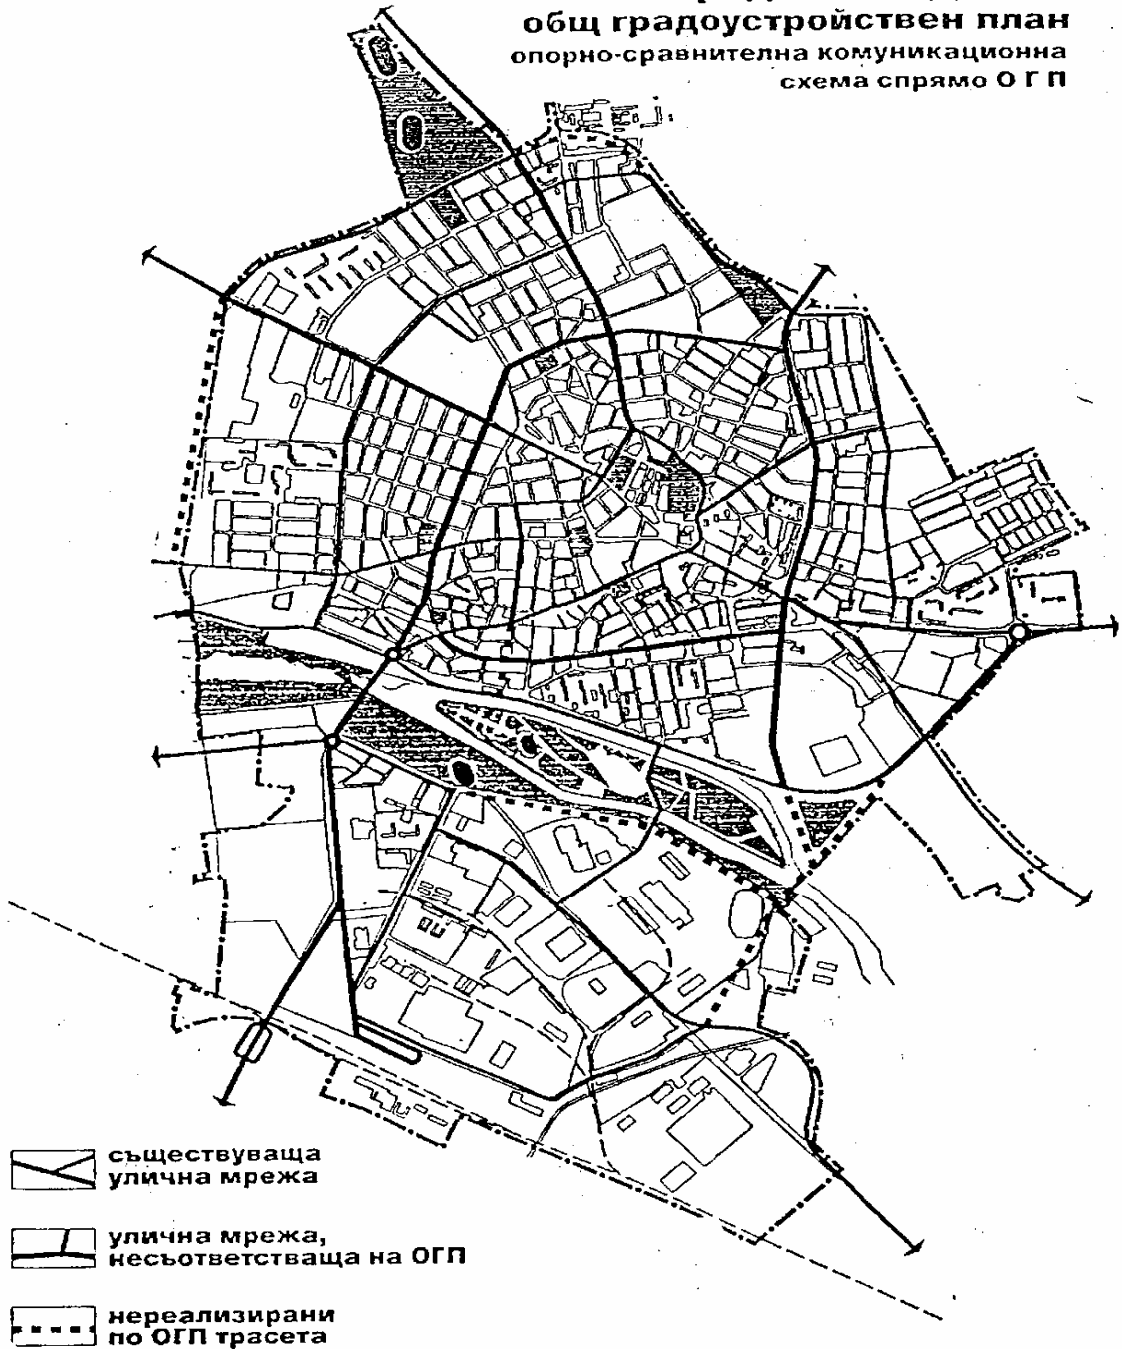 общ градоустройствен план
опорно-сравнителна комуникационна
схема спрямо О Г П
съществуваща
улична мрежа
улична мрежа,
несъответстваща на ОГП
нереализирани
по ОГП трасета